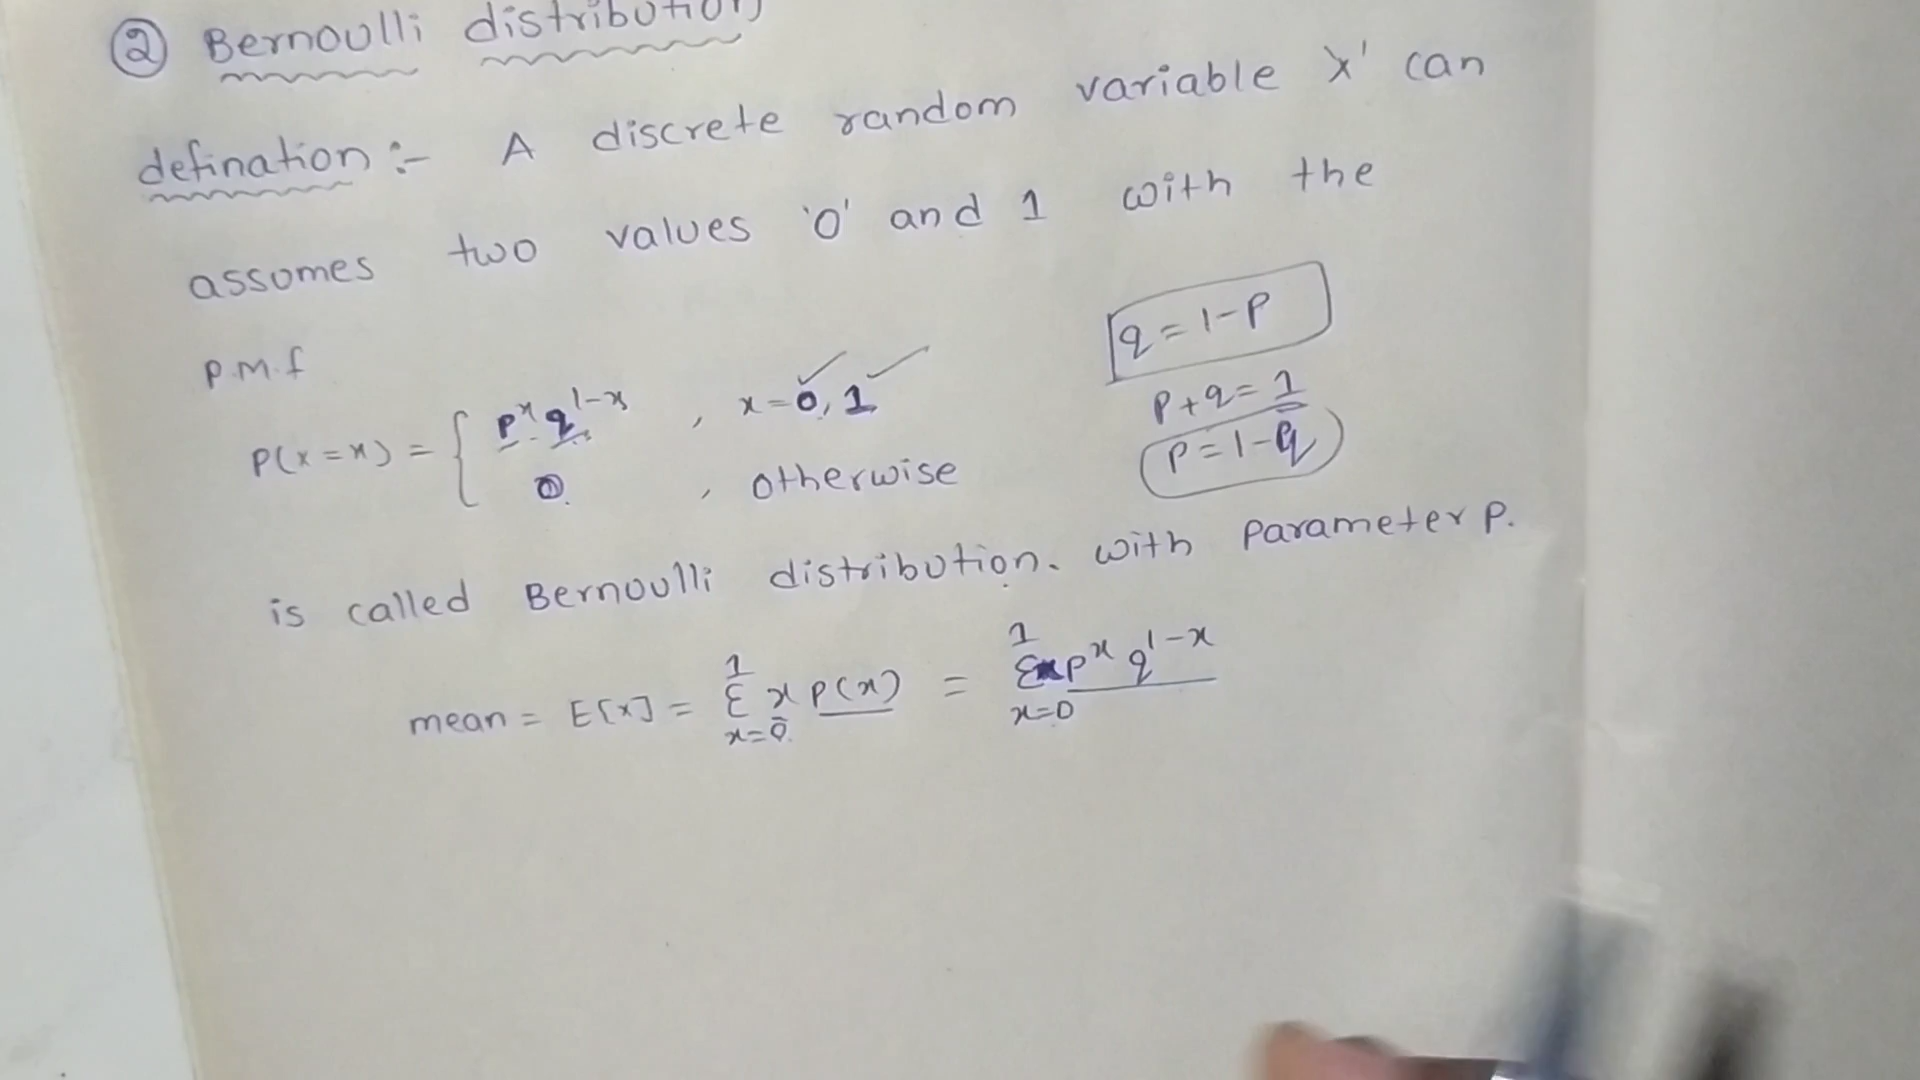 ② Bernoulli distribution
defination :- A discrete random variable 'X' can
assumes two values '0' and 1 with the
P.M.f
q = 1-P
P(X=x) = { p^x q^{1-x} , x=0,1
P+q=1
0 , otherwise
P=1-q
is called Bernoulli distribution. with parameter P.
mean = E[X] = Σ_{x=0}^{1} x P(x) = Σ_{x=0}^{1} x p^x q^{1-x}